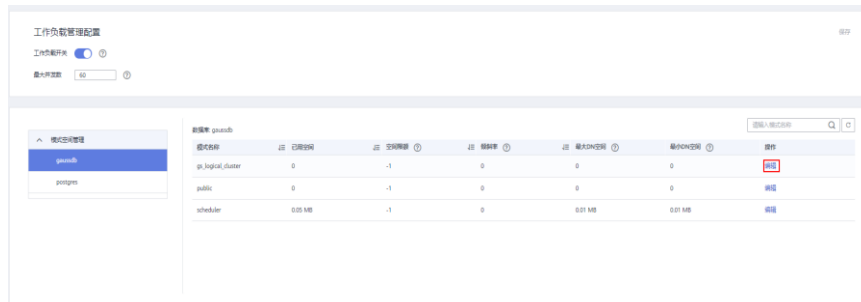 工作负载管理配置
保存
工作负载开关
最大并发数 60
请输入模式名称
模式空间管理
gaussdb
postgres
数据库: gaussdb
模式名称 已用空间 空间限额 倾斜率 最大DN空间 最小DN空间 操作
gs_logical_cluster 0 -1 0 0 0 编辑
public 0 -1 0 0 0 编辑
scheduler 0.05 MB -1 0 0.01 MB 0.01 MB 编辑